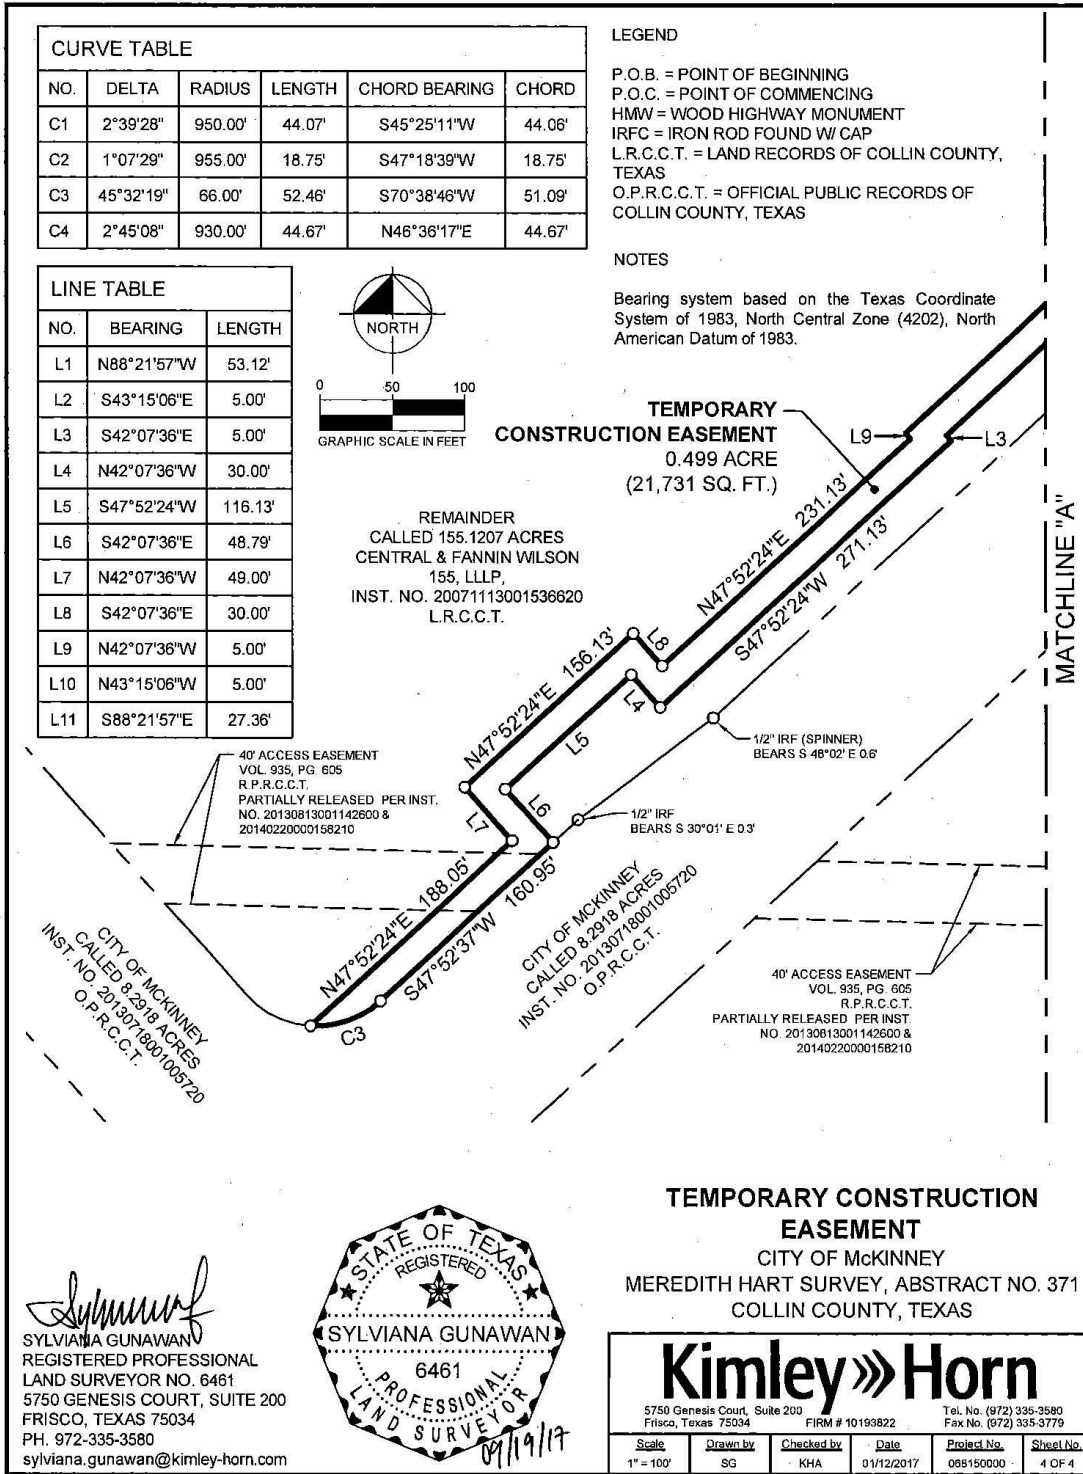 CURVE TABLE
NO. DELTA RADIUS LENGTH CHORD BEARING CHORD
C1 2°39'28" 950.00' 44.07' S45°25'11"W 44.06'
C2 1°07'29" 955.00' 18.75' S47°18'39"W 18.75'
C3 45°32'19" 66.00' 52.46' S70°38'46"W 51.09'
C4 2°45'08" 930.00' 44.67' N46°36'17"E 44.67'
LINE TABLE
NO. BEARING LENGTH
L1 N88°21'57"W 53.12'
L2 S43°15'06"E 5.00'
L3 S42°07'36"E 5.00'
L4 N42°07'36"W 30.00'
L5 S47°52'24"W 116.13'
L6 S42°07'36"E 48.79'
L7 N42°07'36"W 49.00'
L8 S42°07'36"E 30.00'
L9 N42°07'36"W 5.00'
L10 N43°15'06"W 5.00'
L11 S88°21'57"E 27.36'
NORTH
0 50 100
GRAPHIC SCALE IN FEET
LEGEND
P.O.B. = POINT OF BEGINNING
P.O.C. = POINT OF COMMENCING
HMW = WOOD HIGHWAY MONUMENT
IRFC = IRON ROD FOUND W/ CAP
L.R.C.C.T. = LAND RECORDS OF COLLIN COUNTY,
TEXAS
O.P.R.C.C.T. = OFFICIAL PUBLIC RECORDS OF
COLLIN COUNTY, TEXAS
NOTES
Bearing system based on the Texas Coordinate
System of 1983, North Central Zone (4202), North
American Datum of 1983.
TEMPORARY
CONSTRUCTION EASEMENT
0.499 ACRE
(21,731 SQ. FT.)
L9
L3
MATCHLINE "A"
REMAINDER
CALLED 155.1207 ACRES
CENTRAL & FANNIN WILSON
155, LLLP,
INST. NO. 20071113001536620
L.R.C.C.T.
N47°52'24"E 231.13'
S47°52'24"W 271.13'
N47°52'24"E 156.13'
L8
L4
L5
L6
L7
1/2" IRF (SPINNER)
BEARS S 48°02' E 0.6'
1/2" IRF
BEARS S 30°01' E 0.3'
40' ACCESS EASEMENT
VOL. 935, PG. 605
R.P.R.C.C.T.
PARTIALLY RELEASED PER INST.
NO. 20130813001142600 &
20140220000158210
N47°52'24"E 188.05'
S47°52'37"W 160.95'
C3
CITY OF MCKINNEY
CALLED 8.2918 ACRES
INST. NO. 20130718001005720
O.P.R.C.C.T.
CITY OF MCKINNEY
CALLED 8.2918 ACRES
INST. NO. 20130718001005720
O.P.R.C.C.T.
40' ACCESS EASEMENT
VOL. 935, PG. 605
R.P.R.C.C.T.
PARTIALLY RELEASED PER INST.
NO. 20130813001142600 &
20140220000158210
TEMPORARY CONSTRUCTION
EASEMENT
CITY OF McKINNEY
MEREDITH HART SURVEY, ABSTRACT NO. 371
COLLIN COUNTY, TEXAS
SYLVIANA GUNAWAN
REGISTERED PROFESSIONAL
LAND SURVEYOR NO. 6461
5750 GENESIS COURT, SUITE 200
FRISCO, TEXAS 75034
PH. 972-335-3580
sylviana.gunawan@kimley-horn.com
STATE OF TEXAS
REGISTERED
SYLVIANA GUNAWAN
6461
PROFESSIONAL
LAND SURVEYOR
09/19/17
Kimley»Horn
5750 Genesis Court, Suite 200
Frisco, Texas 75034 FIRM # 10193822
Tel. No. (972) 335-3580
Fax No. (972) 335-3779
Scale Drawn by Checked by Date Project No. Sheet No.
1" = 100' SG KHA 01/12/2017 068150000 4 OF 4